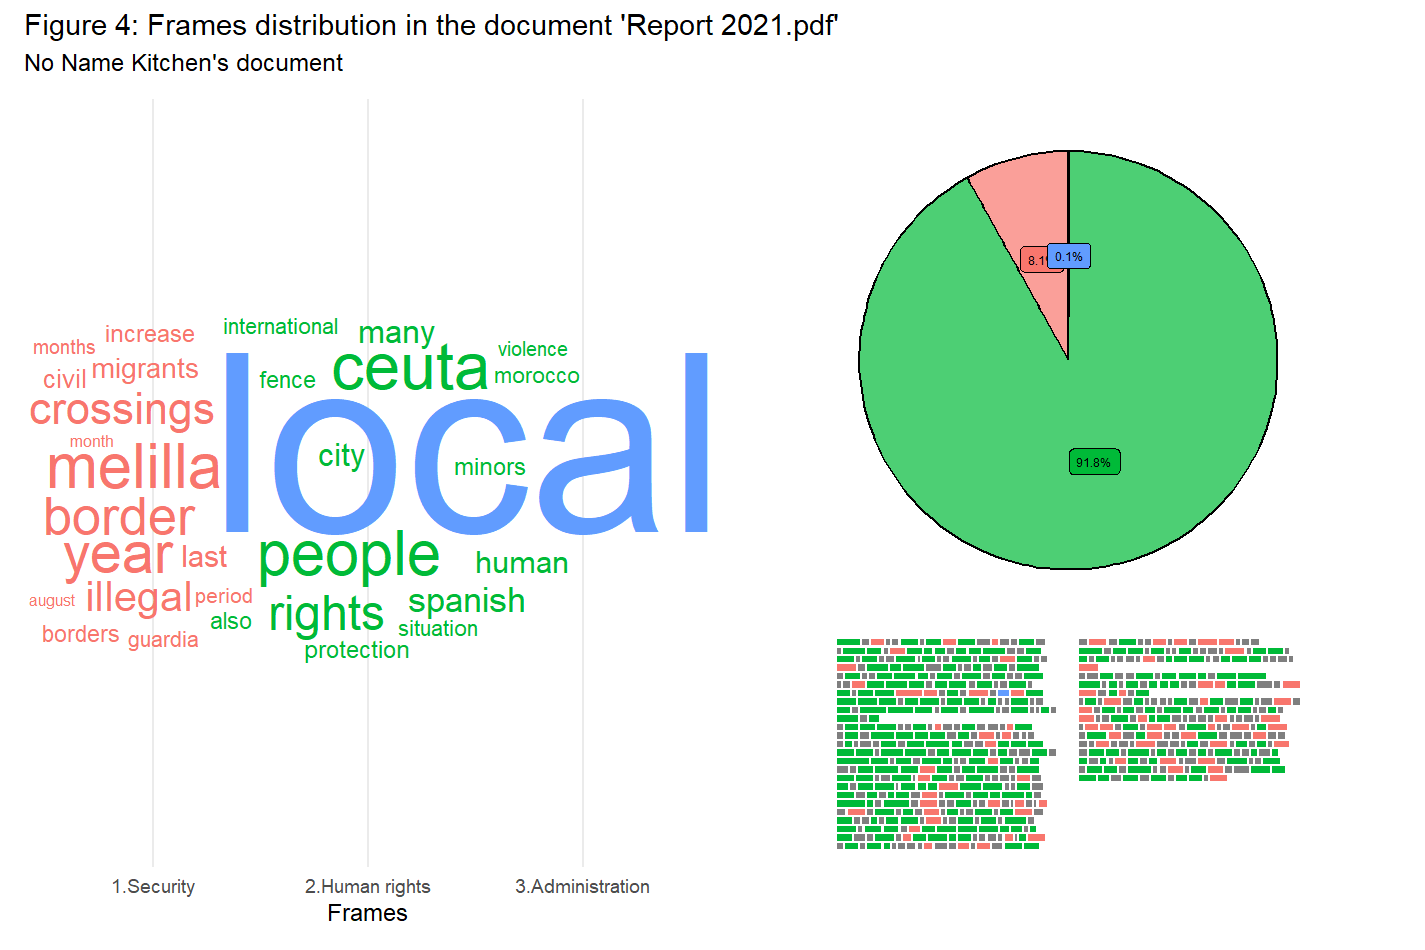 Figure 4: Frames distribution in the document 'Report 2021.pdf'
No Name Kitchen's document
increase
months
migrants
civil
crossings
month
melilla
border
year
last
august
illegal
period
borders
guardia
international
many
violence
ceuta
fence
morocco
local
city
minors
people
human
rights
spanish
also
situation
protection
1.Security
2.Human rights
3.Administration
Frames
0.1%
91.8%